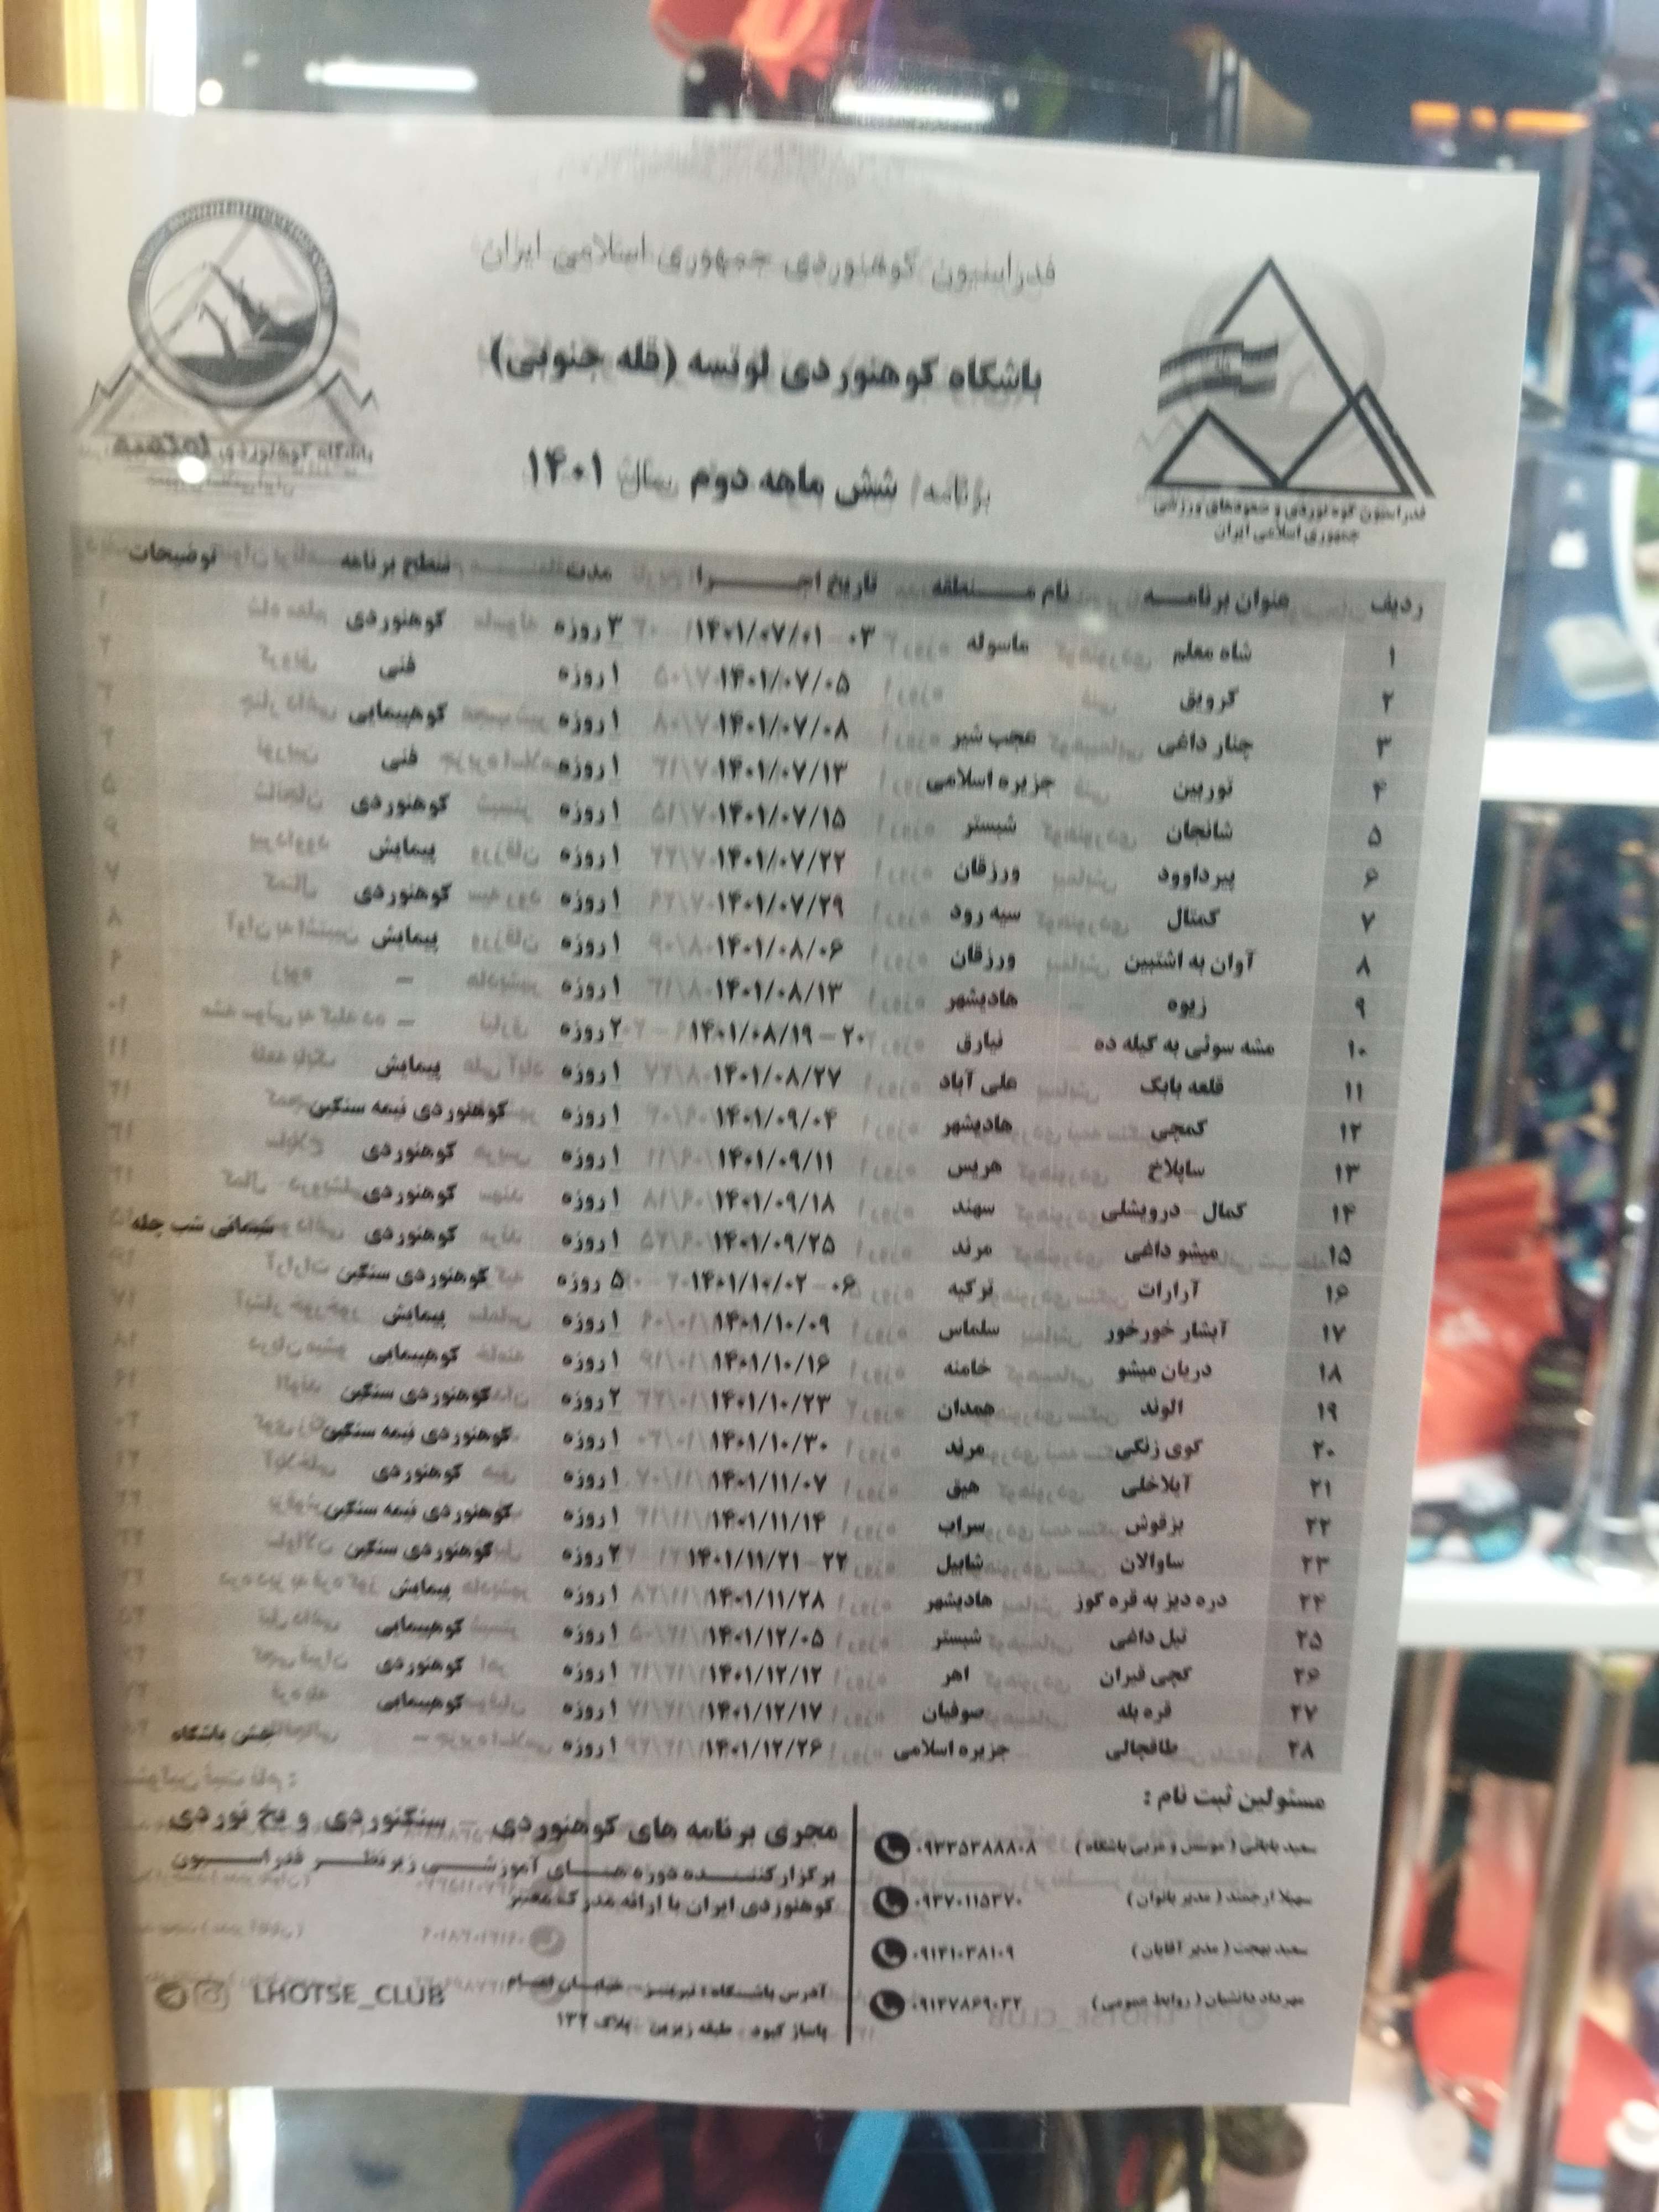 فدراسیون کوهنوردی جمهوری اسلامی ایران
باشگاه کوهنوردی لوتسه (قله جنوبی)
برنامه شش ماهه دوم سال ۱۴۰۱
فدراسیون کوه نوردی و صعودهای ورزشی
جمهوری اسلامی ایران
باشگاه کوهنوردی لوتسه
ردیف عنوان برنامه نام منطقه تاریخ اجرا مدت سطح برنامه توضیحات
۱ شاه معلم ماسوله ۱۴۰۱/۰۷/۰۱ - ۰۳ ۳ روزه کوهنوردی
۲ کرویق ۱۴۰۱/۰۷/۰۵ ۱ روزه فنی
۳ چنار داغی عجب شیر ۱۴۰۱/۰۷/۰۸ ۱ روزه کوهپیمایی
۴ توربین جزیره اسلامی ۱۴۰۱/۰۷/۱۳ ۱ روزه فنی
۵ شانجان شبستر ۱۴۰۱/۰۷/۱۵ ۱ روزه کوهنوردی
۶ پیرداوود ورزقان ۱۴۰۱/۰۷/۲۲ ۱ روزه پیمایش
۷ کمتال سیه رود ۱۴۰۱/۰۷/۲۹ ۱ روزه کوهنوردی
۸ آوان به اشتبین ورزقان ۱۴۰۱/۰۸/۰۶ ۱ روزه پیمایش
۹ زیوه هادیشهر ۱۴۰۱/۰۸/۱۳ ۱ روزه -
۱۰ مشه سوئی به گیله ده نیارق ۱۴۰۱/۰۸/۱۹ - ۲۰ ۲ روزه -
۱۱ قلعه بابک علی آباد ۱۴۰۱/۰۸/۲۷ ۱ روزه پیمایش
۱۲ کمچی هادیشهر ۱۴۰۱/۰۹/۰۴ ۱ روزه کوهنوردی نیمه سنگین
۱۳ سایلاخ هریس ۱۴۰۱/۰۹/۱۱ ۱ روزه کوهنوردی
۱۴ کمال - درویشلی سهند ۱۴۰۱/۰۹/۱۸ ۱ روزه کوهنوردی
۱۵ میشو داغی مرند ۱۴۰۱/۰۹/۲۵ ۱ روزه کوهنوردی شبمانی شب چله
۱۶ آرارات ترکیه ۱۴۰۱/۱۰/۰۲ - ۰۶ ۵ روزه کوهنوردی سنگین
۱۷ آبشار خورخور سلماس ۱۴۰۱/۱۰/۰۹ ۱ روزه پیمایش
۱۸ دریان میشو خامنه ۱۴۰۱/۱۰/۱۶ ۱ روزه کوهپیمایی
۱۹ الوند همدان ۱۴۰۱/۱۰/۲۳ ۲ روزه کوهنوردی سنگین
۲۰ گوی زنگی مرند ۱۴۰۱/۱۰/۳۰ ۱ روزه کوهنوردی نیمه سنگین
۲۱ آیلاخلی هیق ۱۴۰۱/۱۱/۰۷ ۱ روزه کوهنوردی
۲۲ بزقوش سراب ۱۴۰۱/۱۱/۱۴ ۱ روزه کوهنوردی نیمه سنگین
۲۳ ساوالان شابیل ۱۴۰۱/۱۱/۲۱ - ۲۲ ۲ روزه کوهنوردی سنگین
۲۴ دره دیز به قره گوز هادیشهر ۱۴۰۱/۱۱/۲۸ ۱ روزه پیمایش
۲۵ تیل داغی شبستر ۱۴۰۱/۱۲/۰۵ ۱ روزه کوهپیمایی
۲۶ کچی قیران اهر ۱۴۰۱/۱۲/۱۲ ۱ روزه کوهنوردی
۲۷ قره بله صوفیان ۱۴۰۱/۱۲/۱۷ ۱ روزه کوهپیمایی
۲۸ طاقچالی جزیره اسلامی ۱۴۰۱/۱۲/۲۶ ۱ روزه - جشن باشگاه
مسئولین ثبت نام :
سعید بابائی ( موسس و مربی باشگاه ) ۰۹۳۳۵۳۸۸۸۰۸
سهیلا ارجمند ( مدیر بانوان ) ۰۹۳۷۰۱۱۵۳۷۰
سعید بهجت ( مدیر آقایان ) ۰۹۱۴۱۰۳۸۱۰۹
مهرداد دانشیان ( روابط عمومی ) ۰۹۱۴۷۸۶۹۰۳۲
مجری برنامه های کوهنوردی - سنگنوردی و یخ نوردی
برگزار کننده دوره های آموزشی زیر نظر فدراسیون
کوهنوردی ایران با ارائه مدرک معتبر
آدرس باشگاه : تبریز - خیابان
پاساژ کبود - طبقه زیرین - پلاک ۱۳۲
LHOTSE_CLUB